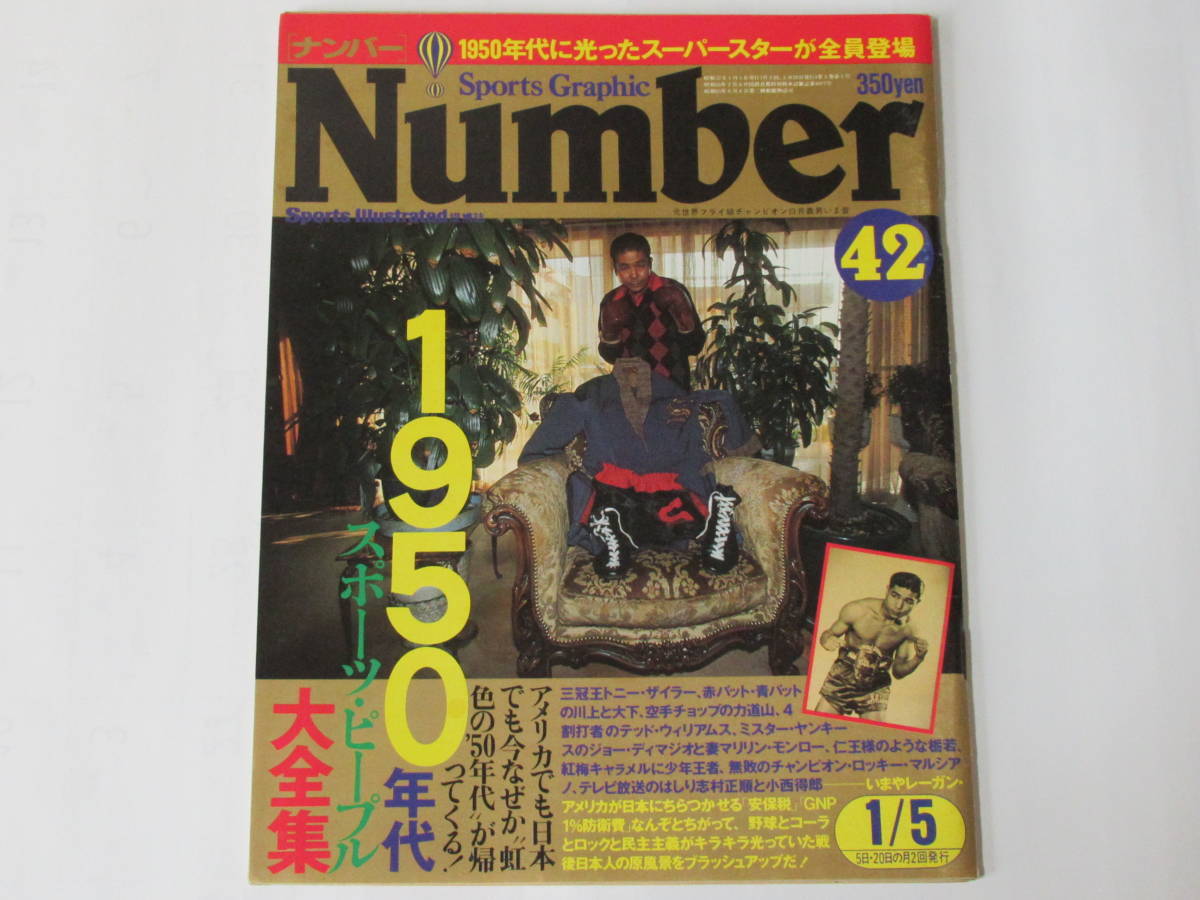 [ナンバー]
1950年代に光ったスーパースターが全員登場
Sports Graphic
350yen
Number
Sports Illustrated
元世界フライ級チャンピオン白井義男いま昔
42
1950年代
スポーツ・ピープル
大全集
アメリカでも日本
でも今なぜか“虹
色の'50年代”が帰
ってくる!
三冠王トニー・ザイラー、赤バット・青バット
の川上と大下、空手チョップの力道山、4
割打者のテッド・ウィリアムス、ミスター・ヤンキー
スのジョー・ディマジオと妻マリリン・モンロー、仁王様のような栃若、
紅梅キャラメルに少年王者、無敗のチャンピオン・ロッキー・マルシア
ノ、テレビ放送のはしり志村正順と小西得郎——いまやレーガン・
アメリカが日本にちらつかせる「安保税」「GNP
1%防衛費」なんぞとちがって、野球とコーラ
とロックと民主主義がキラキラ光っていた戦
後日本人の原風景をブラッシュアップだ!
1/5
5日・20日の月2回発行